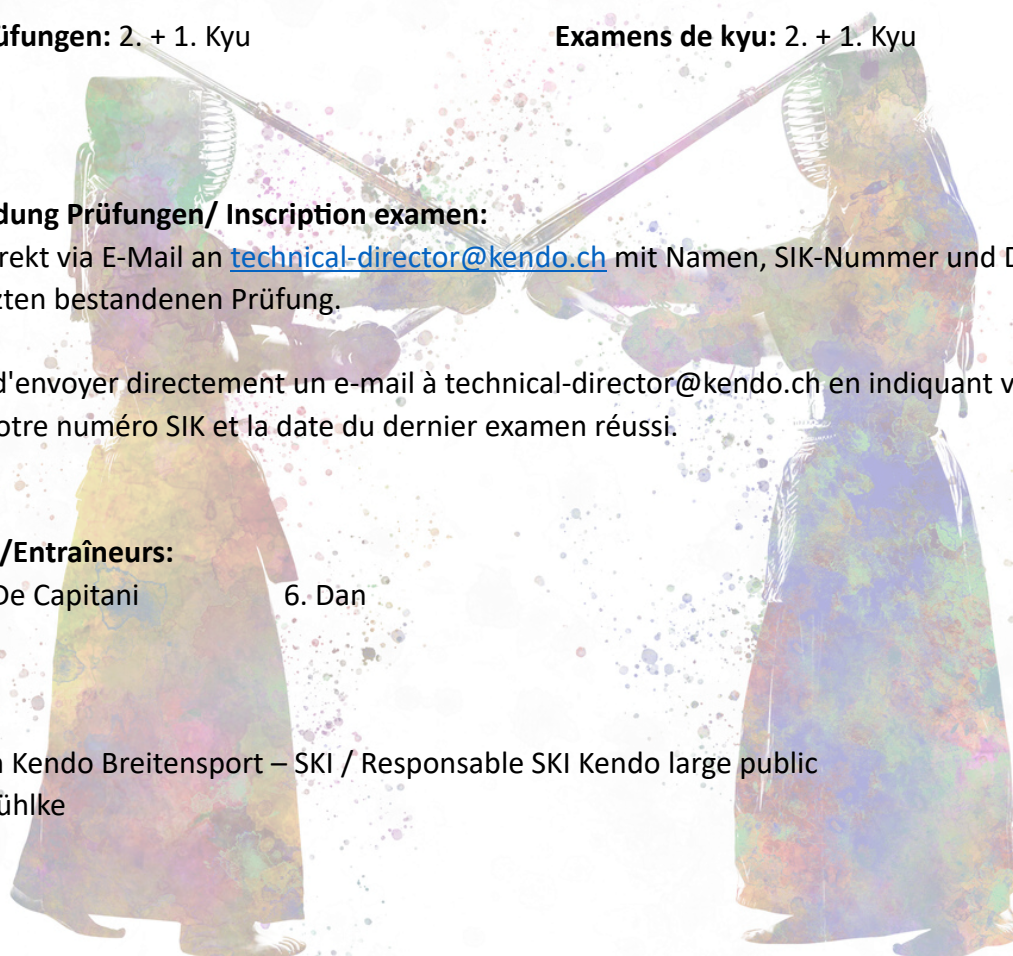 üfungen: 2. + 1. Kyu Examens de kyu: 2. + 1. Kyu
dung Prüfungen/ Inscription examen:
rekt via E-Mail an technical-director@kendo.ch mit Namen, SIK-Nummer und D
zten bestandenen Prüfung.
d'envoyer directement un e-mail à technical-director@kendo.ch en indiquant v
otre numéro SIK et la date du dernier examen réussi.
/Entraîneurs:
De Capitani 6. Dan
Kendo Breitensport – SKI / Responsable SKI Kendo large public
ühlke